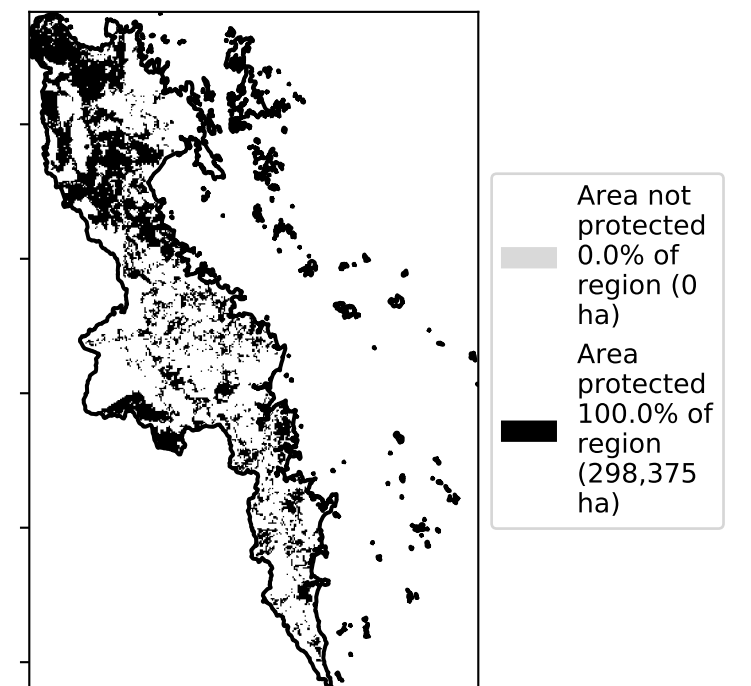 Area not
protected
0.0% of
region (0
ha)
Area
protected
100.0% of
region
(298,375
ha)